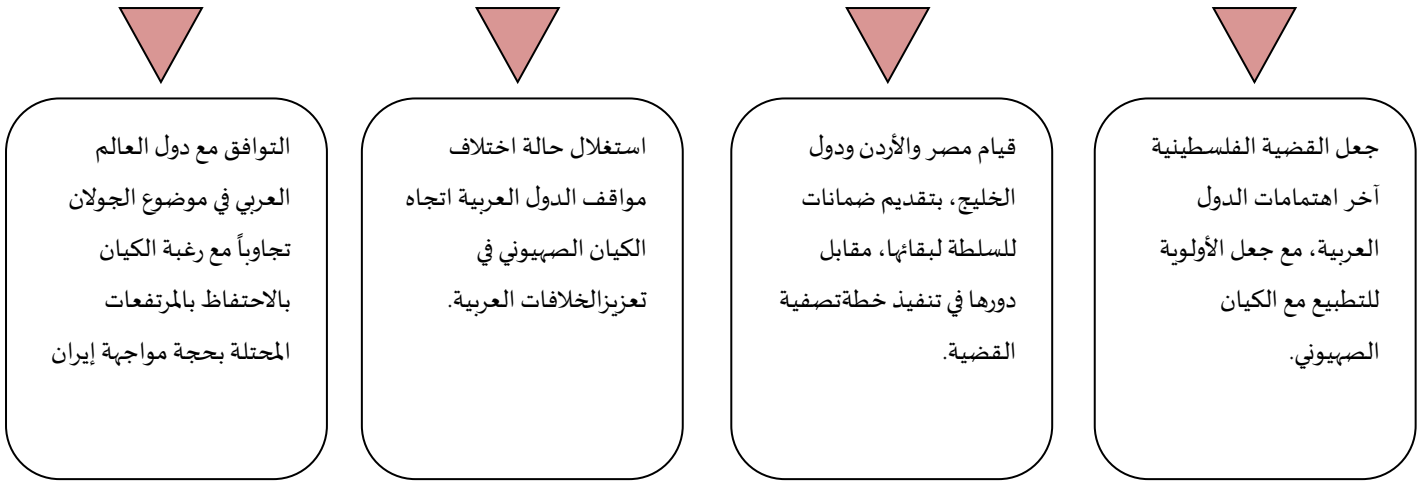 جعل القضية الفلسطينية
آخر اهتمامات الدول
العربية، مع جعل الأولوية
للتطبيع مع الكيان
الصهيوني.
قيام مصر والأردن ودول
الخليج، بتقديم ضمانات
للسلطة لبقائها، مقابل
دورها في تنفيذ خطةتصفية
القضية.
استغلال حالة اختلاف
مواقف الدول العربية اتجاه
الكيان الصهيوني في
تعزيزالخلافات العربية.
التوافق مع دول العالم
العربي في موضوع الجولان
تجاوباً مع رغبة الكيان
بالاحتفاظ بالمرتفعات
المحتلة بحجة مواجهة إيران